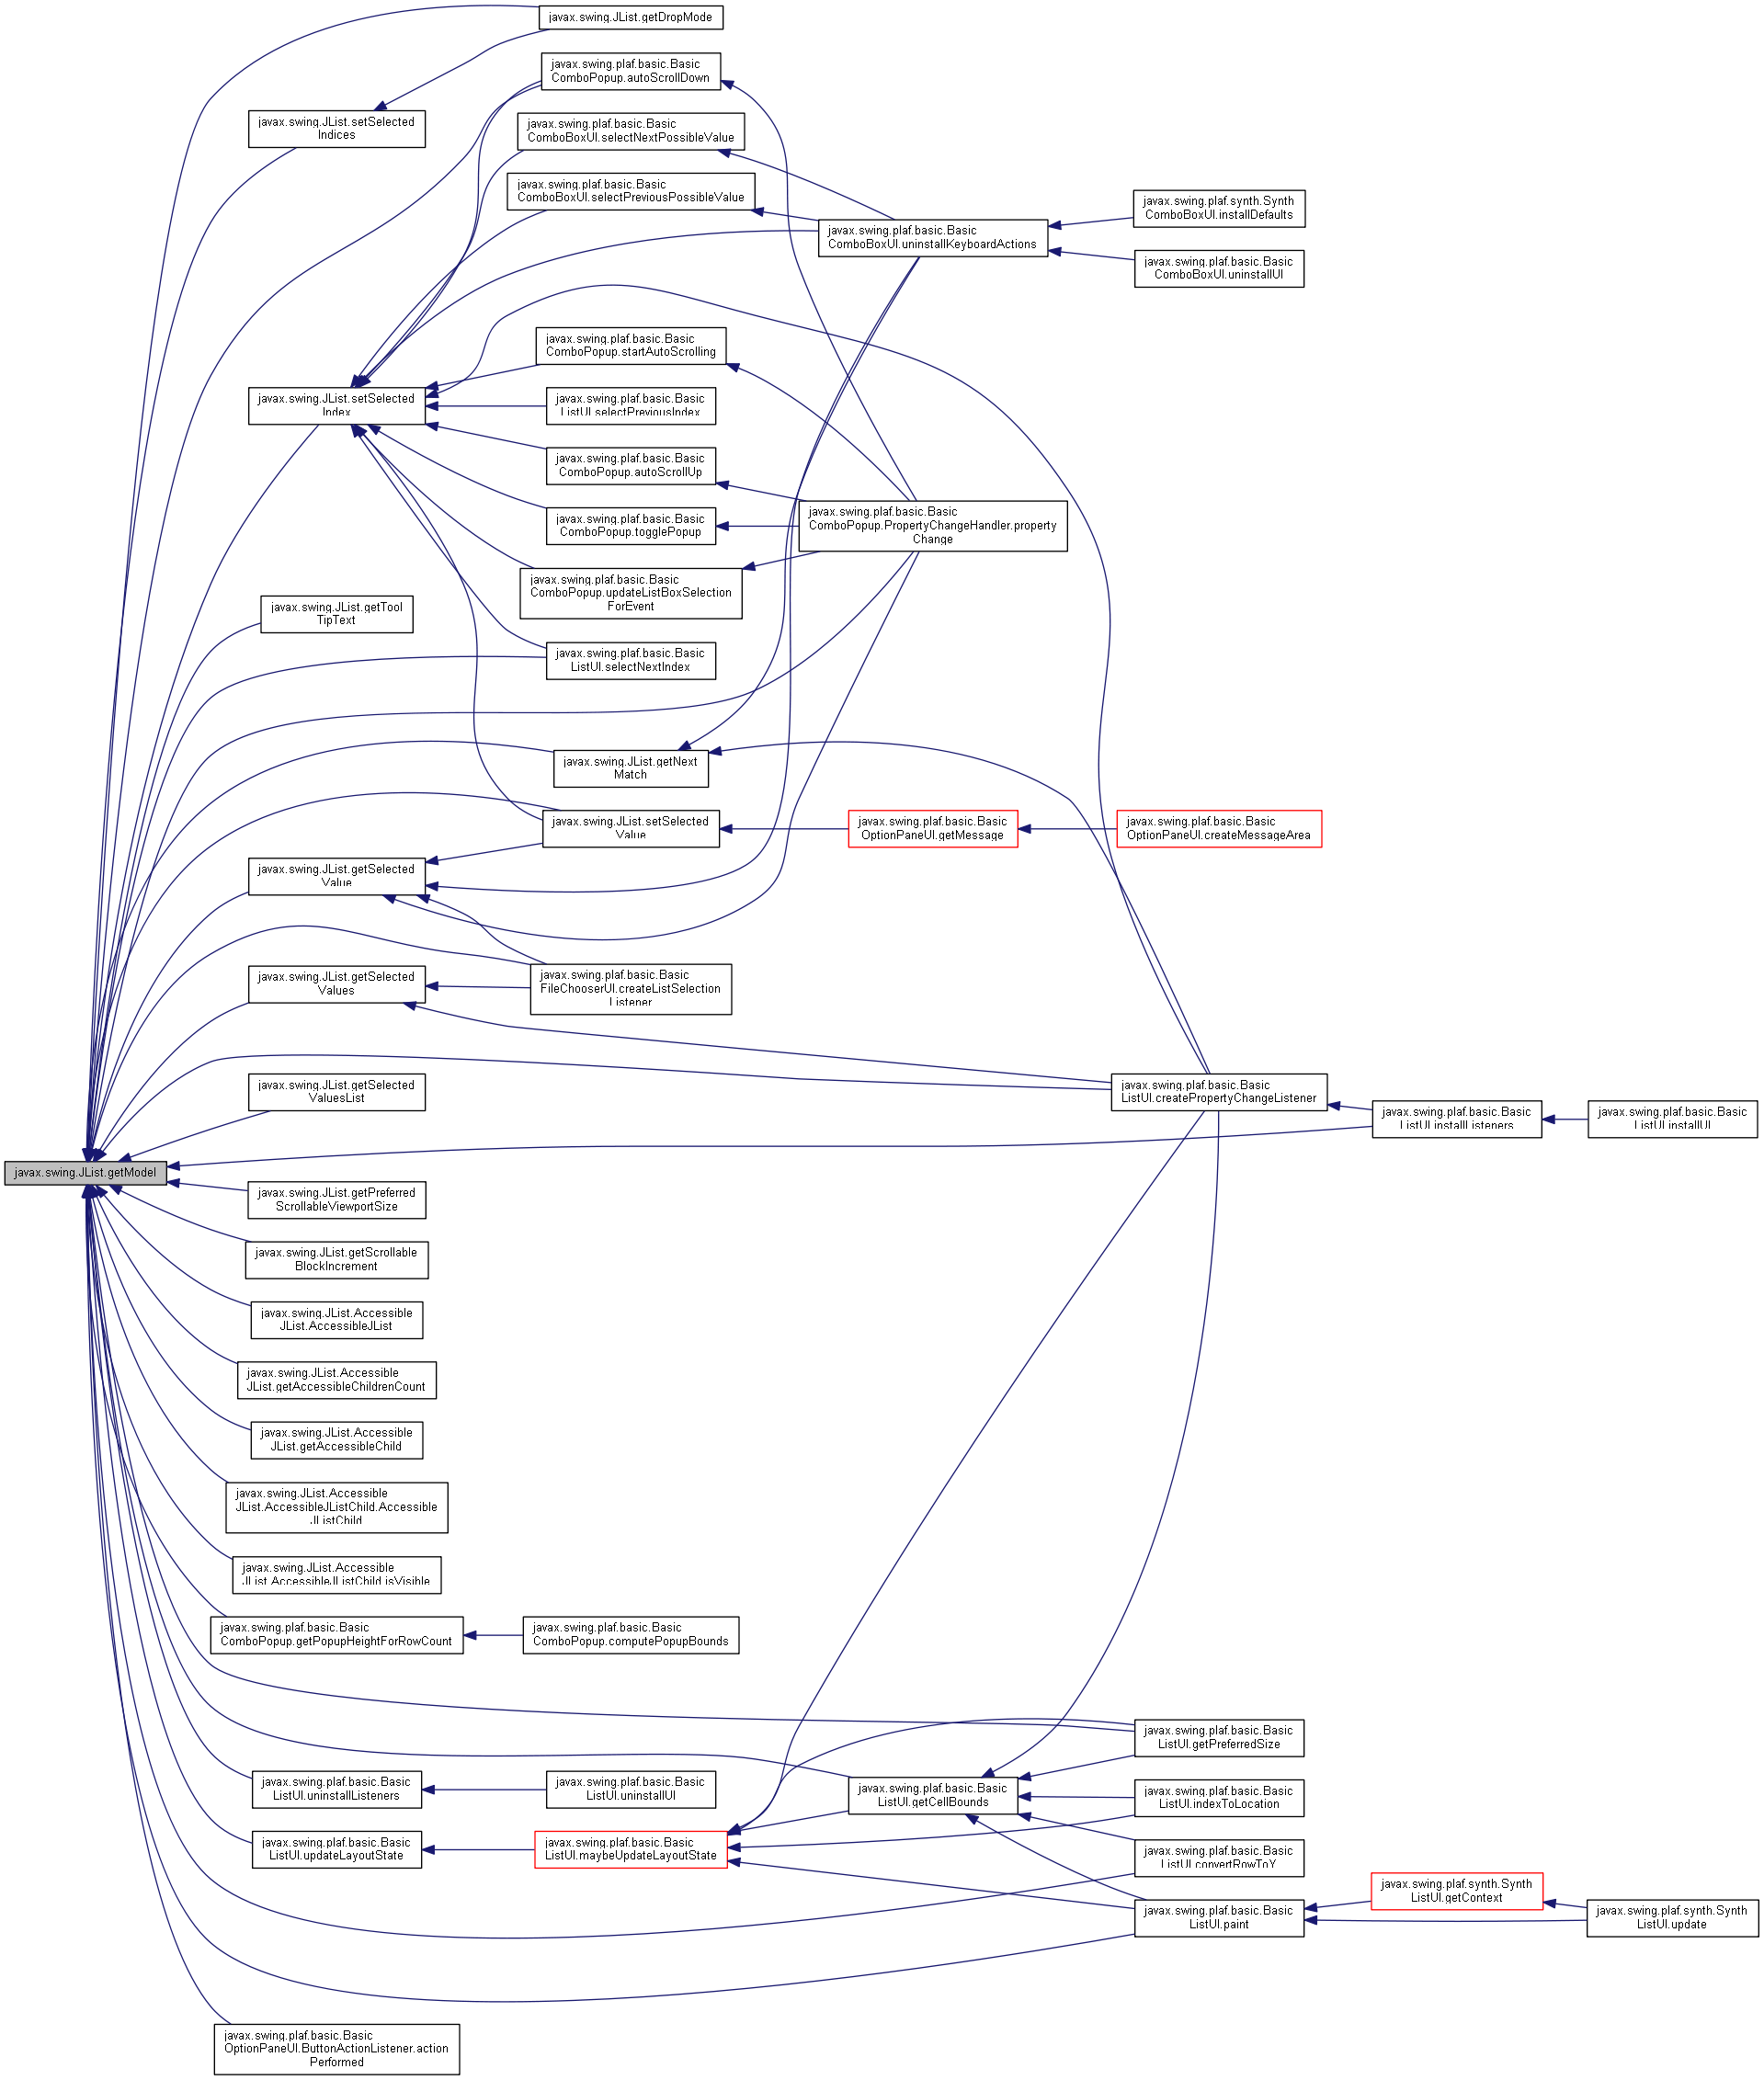 javax.swing.JList.getDropMode
javax.swing.plaf.basic.Basic
ComboPopup.autoScrollDown
javax.swing.JList.setSelected
Indices
javax.swing.plaf.basic.Basic
ComboBoxUI.selectNextPossibleValue
javax.swing.plaf.basic.Basic
ComboBoxUI.selectPreviousPossibleValue
javax.swing.plaf.synth.Synth
ComboBoxUI.installDefaults
javax.swing.plaf.basic.Basic
ComboBoxUI.uninstallKeyboardActions
javax.swing.plaf.basic.Basic
ComboBoxUI.uninstallUI
javax.swing.plaf.basic.Basic
ComboPopup.startAutoScrolling
javax.swing.JList.setSelected
Index
javax.swing.plaf.basic.Basic
ListUI.selectPreviousIndex
javax.swing.plaf.basic.Basic
ComboPopup.autoScrollUp
javax.swing.plaf.basic.Basic
ComboPopup.togglePopup
javax.swing.plaf.basic.Basic
ComboPopup.PropertyChangeHandler.property
Change
javax.swing.plaf.basic.Basic
ComboPopup.updateListBoxSelection
ForEvent
javax.swing.JList.getTool
TipText
javax.swing.plaf.basic.Basic
ListUI.selectNextIndex
javax.swing.JList.getNext
Match
javax.swing.JList.setSelected
Value
javax.swing.plaf.basic.Basic
OptionPaneUI.getMessage
javax.swing.plaf.basic.Basic
OptionPaneUI.createMessageArea
javax.swing.JList.getSelected
Value
javax.swing.JList.getSelected
Values
javax.swing.plaf.basic.Basic
FileChooserUI.createListSelection
Listener
javax.swing.JList.getSelected
ValuesList
javax.swing.plaf.basic.Basic
ListUI.createPropertyChangeListener
javax.swing.plaf.basic.Basic
ListUI.installListeners
javax.swing.plaf.basic.Basic
ListUI.installUI
javax.swing.JList.getModel
javax.swing.JList.getPreferred
ScrollableViewportSize
javax.swing.JList.getScrollable
BlockIncrement
javax.swing.JList.Accessible
JList.AccessibleJList
javax.swing.JList.Accessible
JList.getAccessibleChildrenCount
javax.swing.JList.Accessible
JList.getAccessibleChild
javax.swing.JList.Accessible
JList.AccessibleJListChild.Accessible
JListChild
javax.swing.JList.Accessible
JList.AccessibleJListChild.isVisible
javax.swing.plaf.basic.Basic
ComboPopup.getPopupHeightForRowCount
javax.swing.plaf.basic.Basic
ComboPopup.computePopupBounds
javax.swing.plaf.basic.Basic
ListUI.getPreferredSize
javax.swing.plaf.basic.Basic
ListUI.uninstallListeners
javax.swing.plaf.basic.Basic
ListUI.uninstallUI
javax.swing.plaf.basic.Basic
ListUI.getCellBounds
javax.swing.plaf.basic.Basic
ListUI.indexToLocation
javax.swing.plaf.basic.Basic
ListUI.updateLayoutState
javax.swing.plaf.basic.Basic
ListUI.maybeUpdateLayoutState
javax.swing.plaf.basic.Basic
ListUI.convertRowToY
javax.swing.plaf.basic.Basic
ListUI.paint
javax.swing.plaf.synth.Synth
ListUI.getContext
javax.swing.plaf.synth.Synth
ListUI.update
javax.swing.plaf.basic.Basic
OptionPaneUI.ButtonActionListener.action
Performed